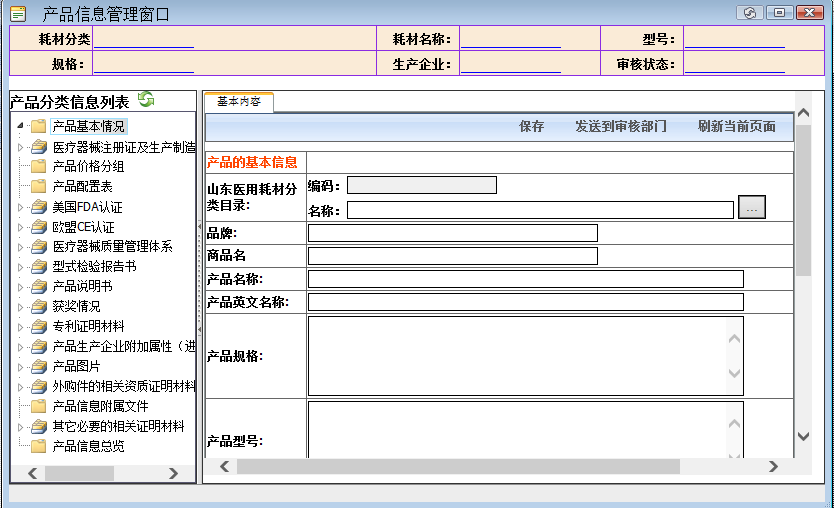 产品信息管理窗口
耗材分类 耗材名称： 型号：
规格： 生产企业： 审核状态：
产品分类信息列表
产品基本情况
医疗器械注册证及生产制造
产品价格分组
产品配置表
美国FDA认证
欧盟CE认证
医疗器械质量管理体系
型式检验报告书
产品说明书
获奖情况
专利证明材料
产品生产企业附加属性（进
产品图片
外购件的相关资质证明材料
产品信息附属文件
其它必要的相关证明材料
产品信息总览
基本内容
保存 发送到审核部门 刷新当前页面
产品的基本信息
山东医用耗材分类目录：
编码：
名称：
...
品牌：
商品名
产品名称：
产品英文名称：
产品规格：
产品型号：